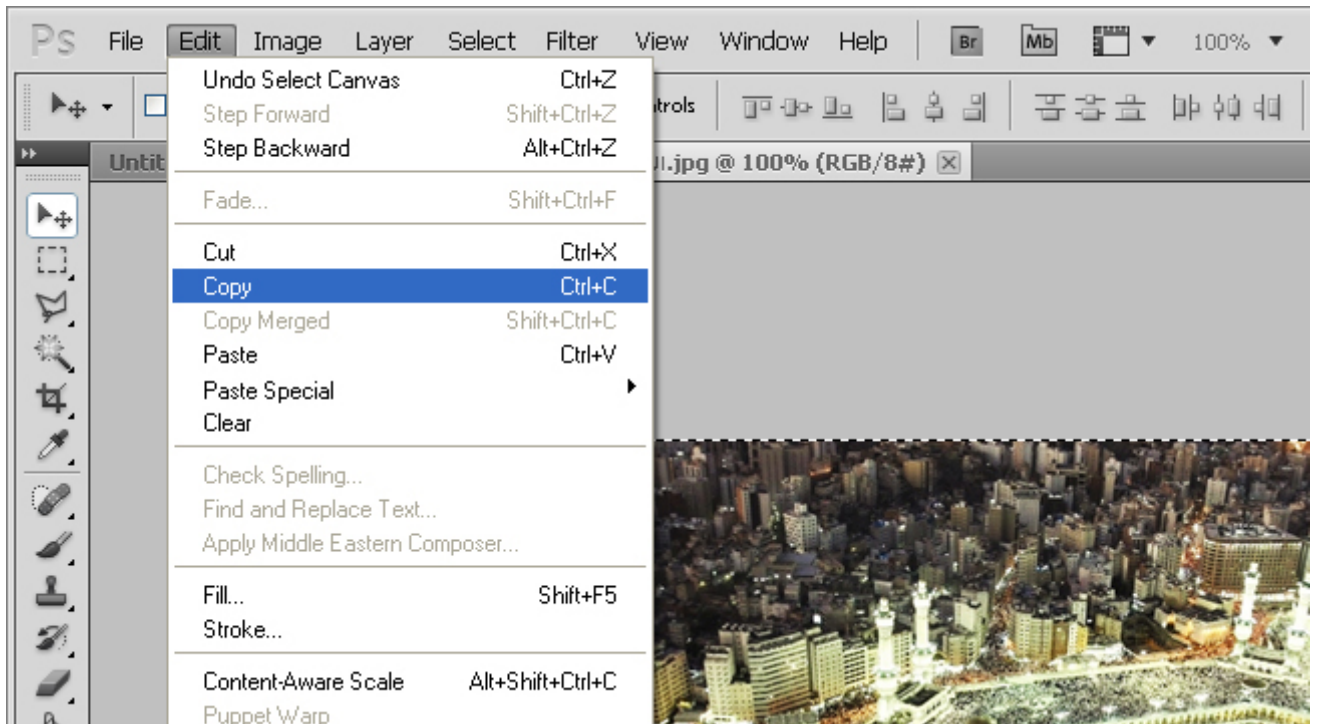 Ps File Edit Image Layer Select Filter View Window Help Br Mb 100%
Undo Select Canvas Ctrl+Z
Step Forward Shift+Ctrl+Z
Step Backward Alt+Ctrl+Z
Fade... Shift+Ctrl+F
Cut Ctrl+X
Copy Ctrl+C
Copy Merged Shift+Ctrl+C
Paste Ctrl+V
Paste Special
Clear
Check Spelling...
Find and Replace Text...
Apply Middle Eastern Composer...
Fill... Shift+F5
Stroke...
Content-Aware Scale Alt+Shift+Ctrl+C
Puppet Warp
ntrols
Untit
.jpg @ 100% (RGB/8#)